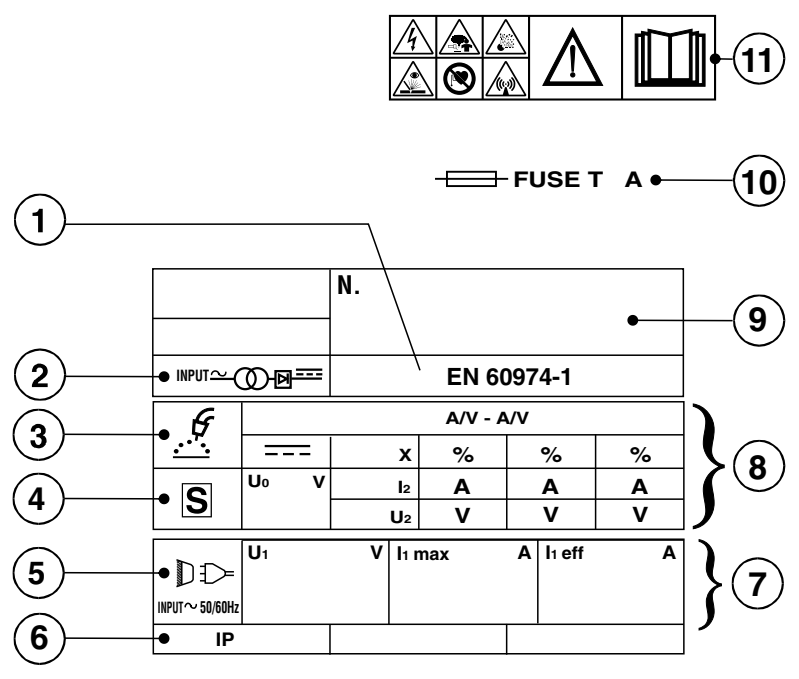 11
FUSE T A
10
1
N.
9
2
INPUT
EN 60974-1
3
A/V - A/V
X % % %
8
4
S
U0 V
I2 A A A
U2 V V V
5
U1 V I1 max A I1 eff A
7
INPUT ~ 50/60Hz
6
IP